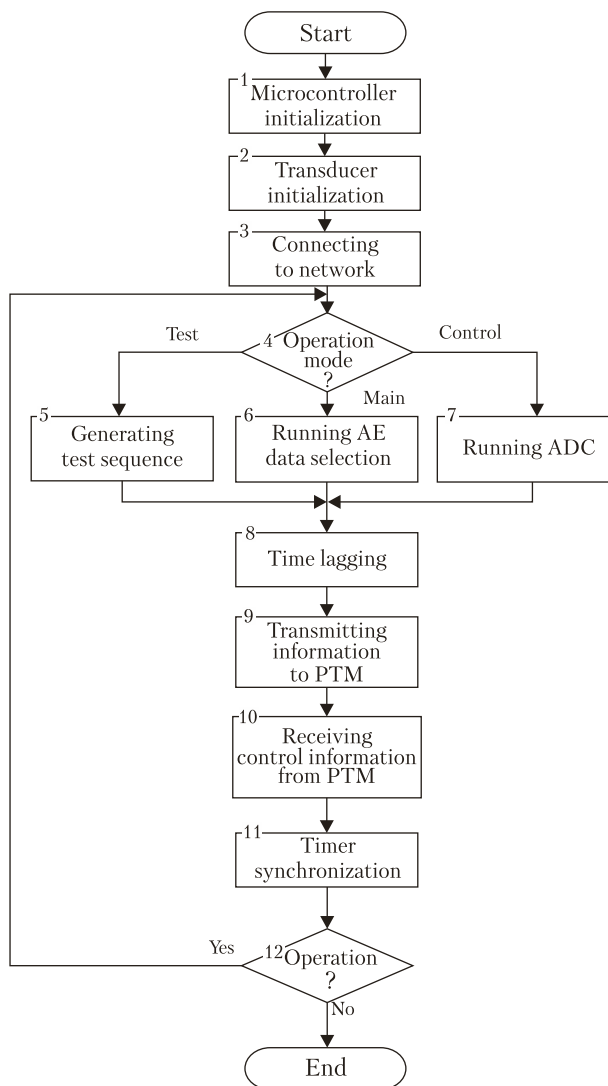 Start
1
Microcontroller
initialization
2
Transducer
initialization
3
Connecting
to network
Test
4 Operation
mode
?
Control
Main
5
Generating
test sequence
6
Running AE
data selection
7
Running ADC
8
Time lagging
9
Transmitting
information
to PTM
10
Receiving
control information
from PTM
11
Timer
synchronization
Yes
12 Operation
?
No
End